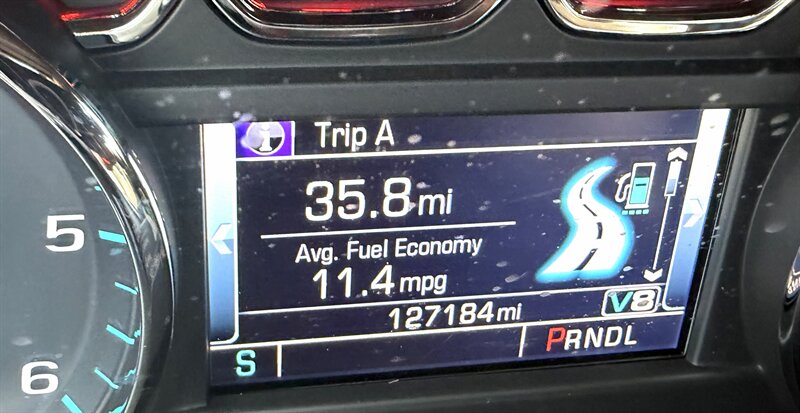 Trip A
35.8 mi
Avg. Fuel Economy
11.4 mpg
127184 mi
V8
S
PRNDL
5
6